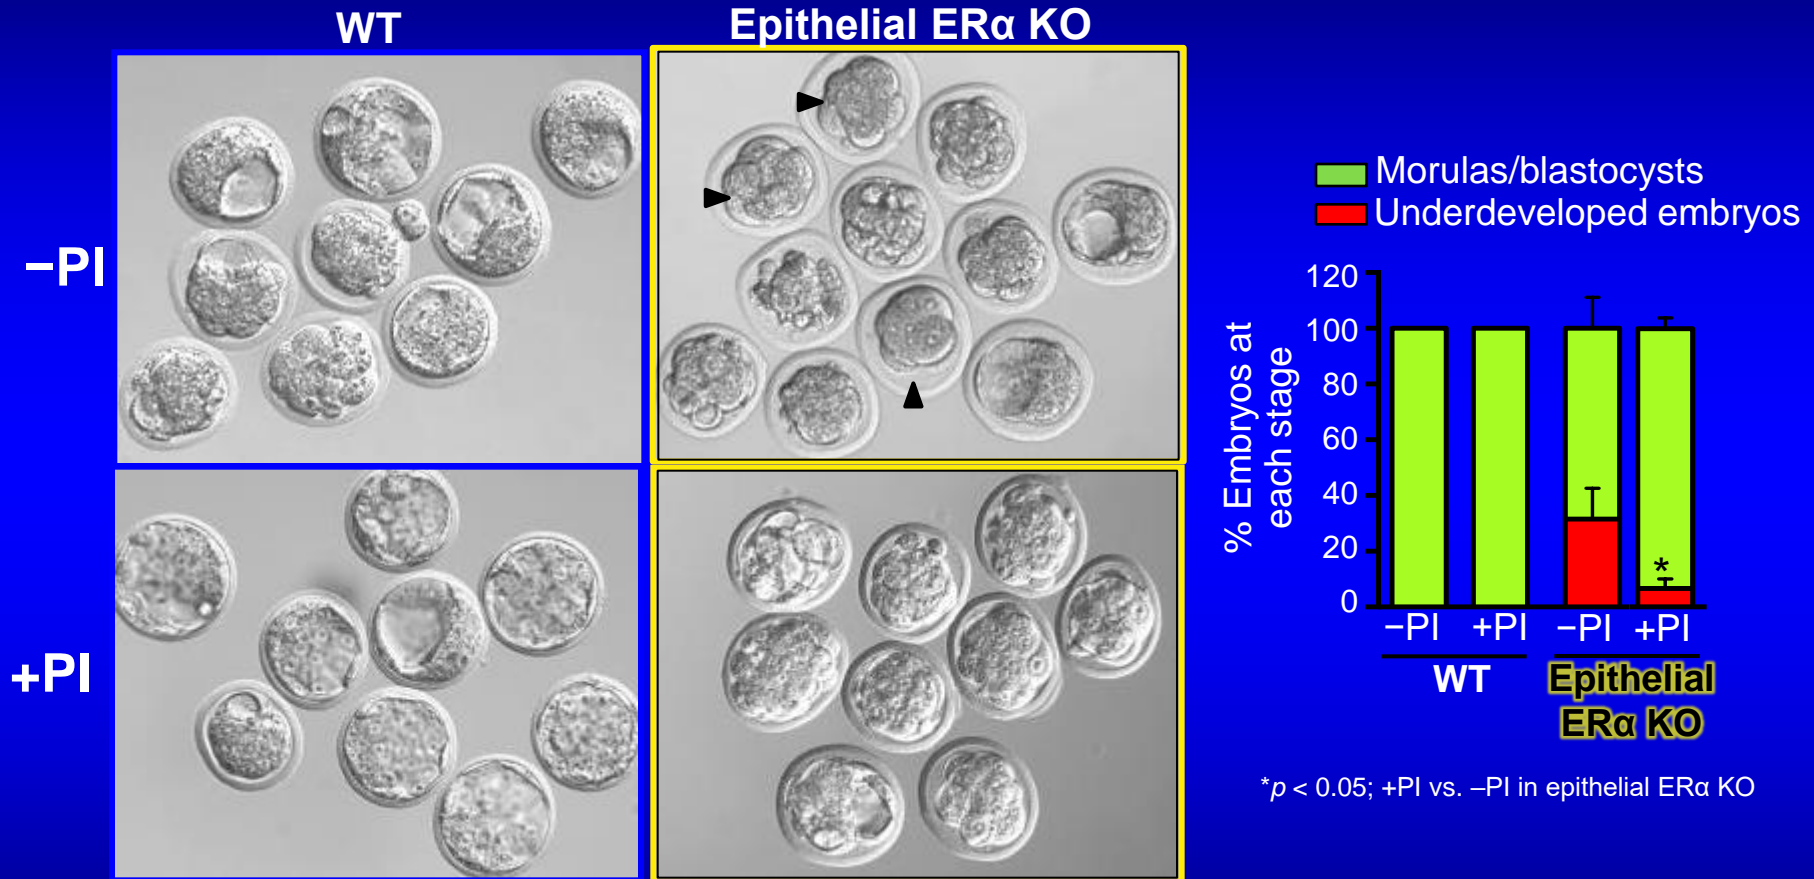 WT
Epithelial ERα KO
−PI
+PI
Morulas/blastocysts
Underdeveloped embryos
% Embryos at
each stage
120
100
80
60
40
20
0
*
−PI
+PI
−PI
+PI
WT
Epithelial
ERα KO
*p < 0.05; +PI vs. –PI in epithelial ERα KO